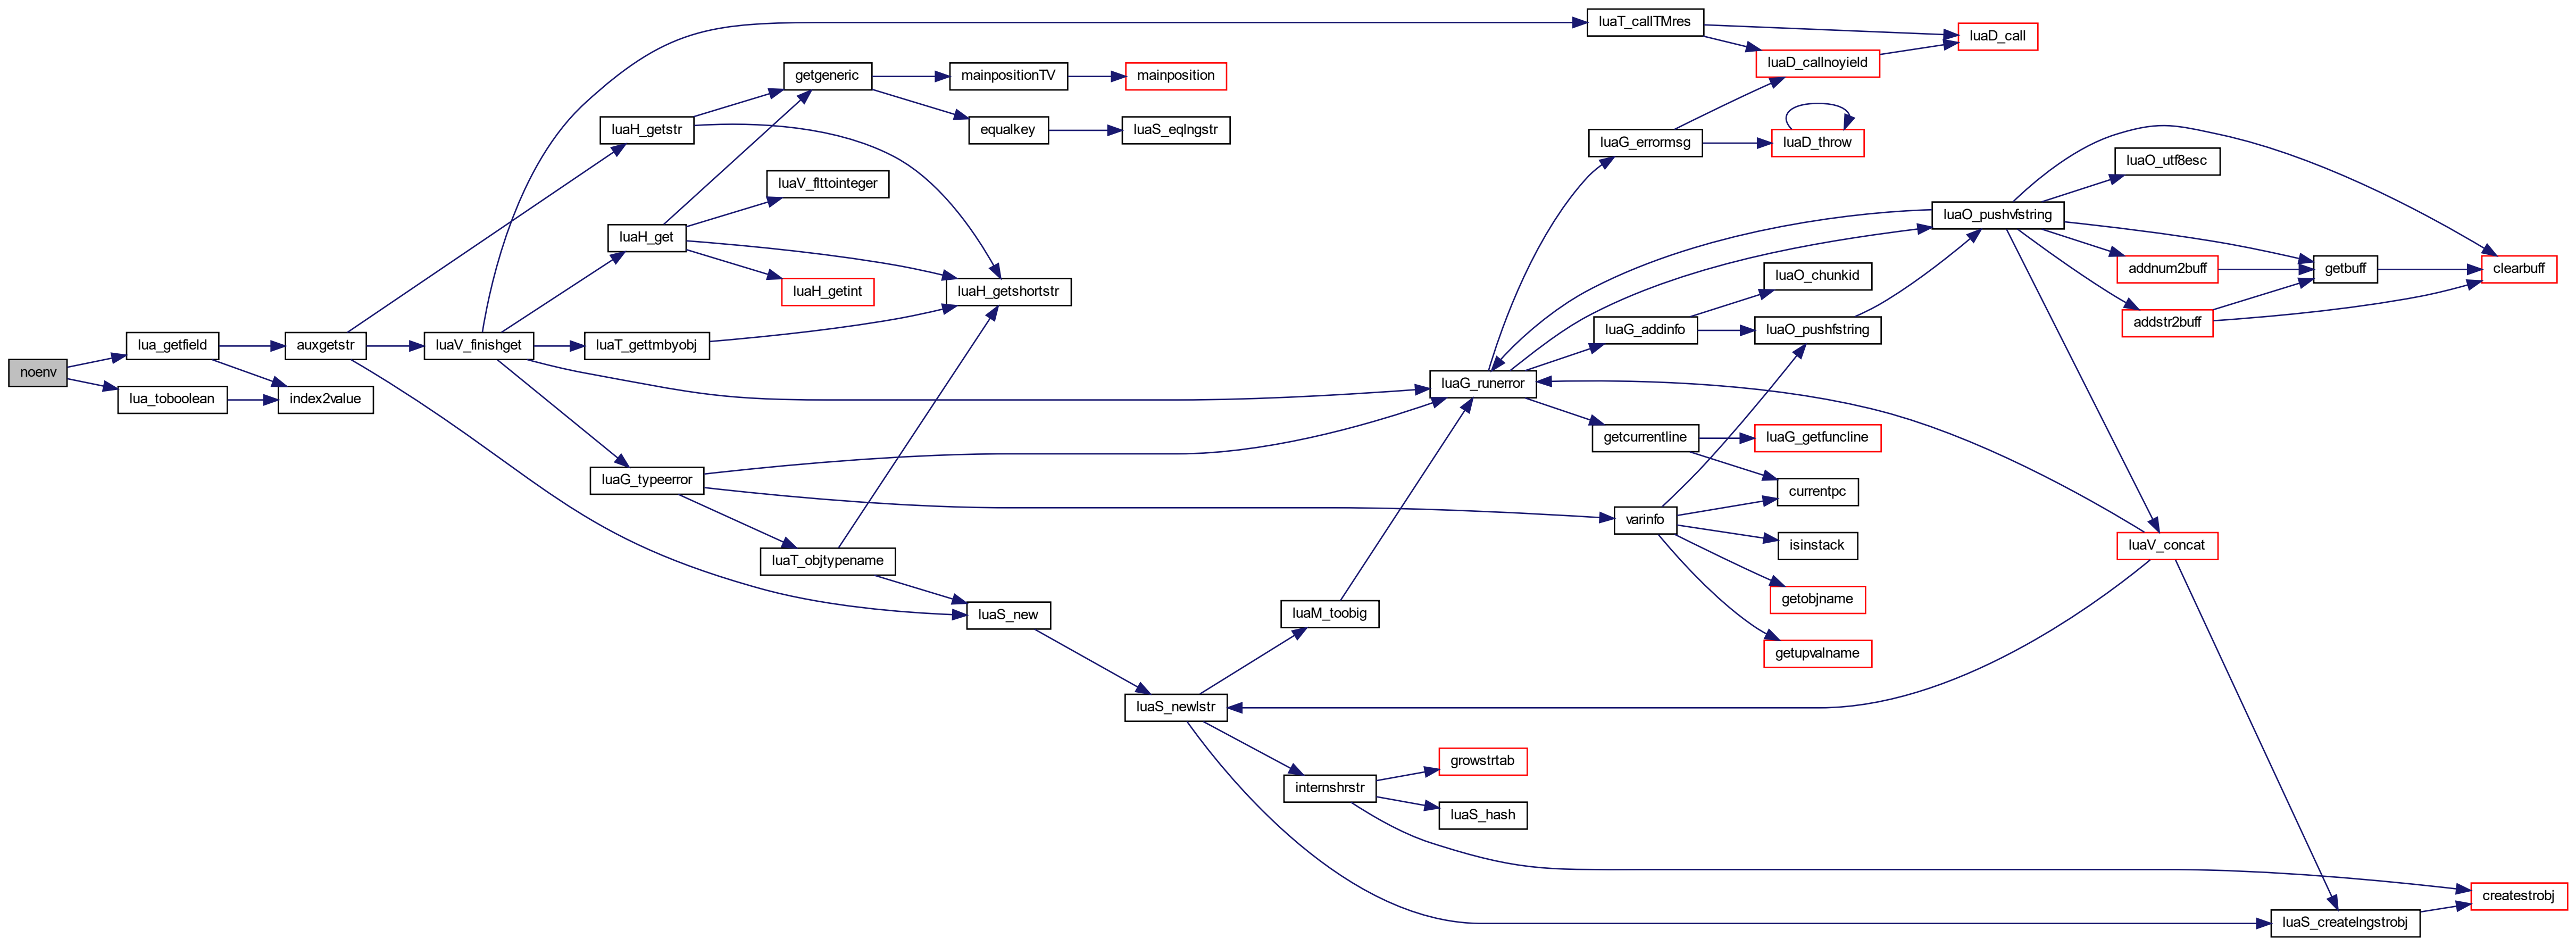 noenv
lua_getfield
lua_toboolean
auxgetstr
index2value
luaV_finishget
luaH_getstr
luaH_get
luaT_gettmbyobj
luaG_typeerror
getgeneric
luaV_flttointeger
luaH_getint
luaT_objtypename
mainpositionTV
equalkey
luaH_getshortstr
luaS_new
mainposition
luaS_eqlngstr
luaS_newlstr
luaM_toobig
internshrstr
luaG_runerror
growstrtab
luaS_hash
luaT_callTMres
luaG_errormsg
luaG_addinfo
getcurrentline
varinfo
luaD_callnoyield
luaD_throw
luaO_chunkid
luaO_pushfstring
luaG_getfuncline
currentpc
isinstack
getobjname
getupvalname
luaD_call
luaO_pushvfstring
luaO_utf8esc
addnum2buff
addstr2buff
luaV_concat
getbuff
luaS_createlngstrobj
clearbuff
createstrobj